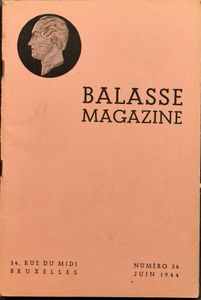 BALASSE
MAGAZINE
54, RUE DU MIDI
BRUXELLES
NUMÉRO 34
JUIN 1944